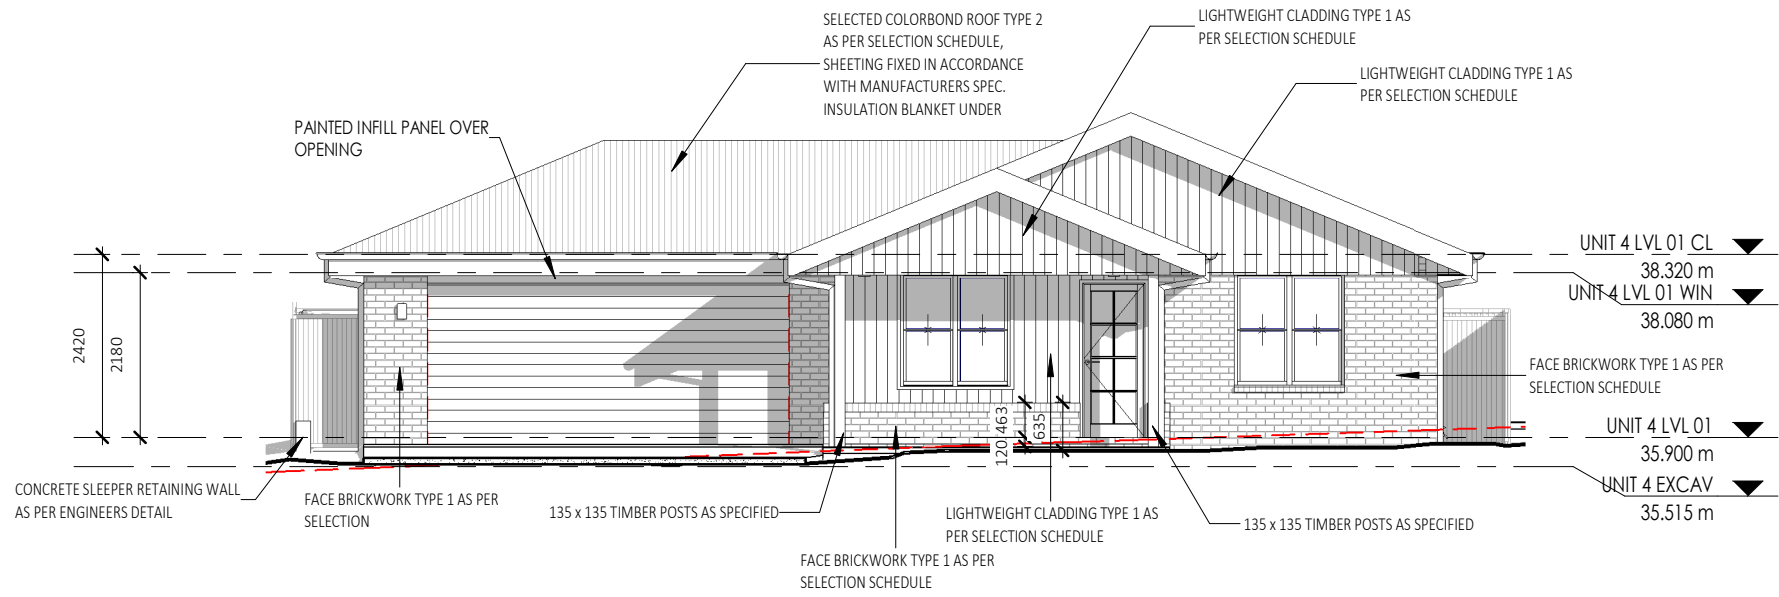 SELECTED COLORBOND ROOF TYPE 2
AS PER SELECTION SCHEDULE,
SHEETING FIXED IN ACCORDANCE
WITH MANUFACTURERS SPEC.
INSULATION BLANKET UNDER
LIGHTWEIGHT CLADDING TYPE 1 AS
PER SELECTION SCHEDULE
LIGHTWEIGHT CLADDING TYPE 1 AS
PER SELECTION SCHEDULE
PAINTED INFILL PANEL OVER
OPENING
UNIT 4 LVL 01 CL
38.320 m
UNIT 4 LVL 01 WIN
38.080 m
2420
2180
FACE BRICKWORK TYPE 1 AS PER
SELECTION SCHEDULE
120
463
635
UNIT 4 LVL 01
35.900 m
UNIT 4 EXCAV
35.515 m
CONCRETE SLEEPER RETAINING WALL
AS PER ENGINEERS DETAIL
FACE BRICKWORK TYPE 1 AS PER
SELECTION
135 x 135 TIMBER POSTS AS SPECIFIED
LIGHTWEIGHT CLADDING TYPE 1 AS
PER SELECTION SCHEDULE
135 x 135 TIMBER POSTS AS SPECIFIED
FACE BRICKWORK TYPE 1 AS PER
SELECTION SCHEDULE